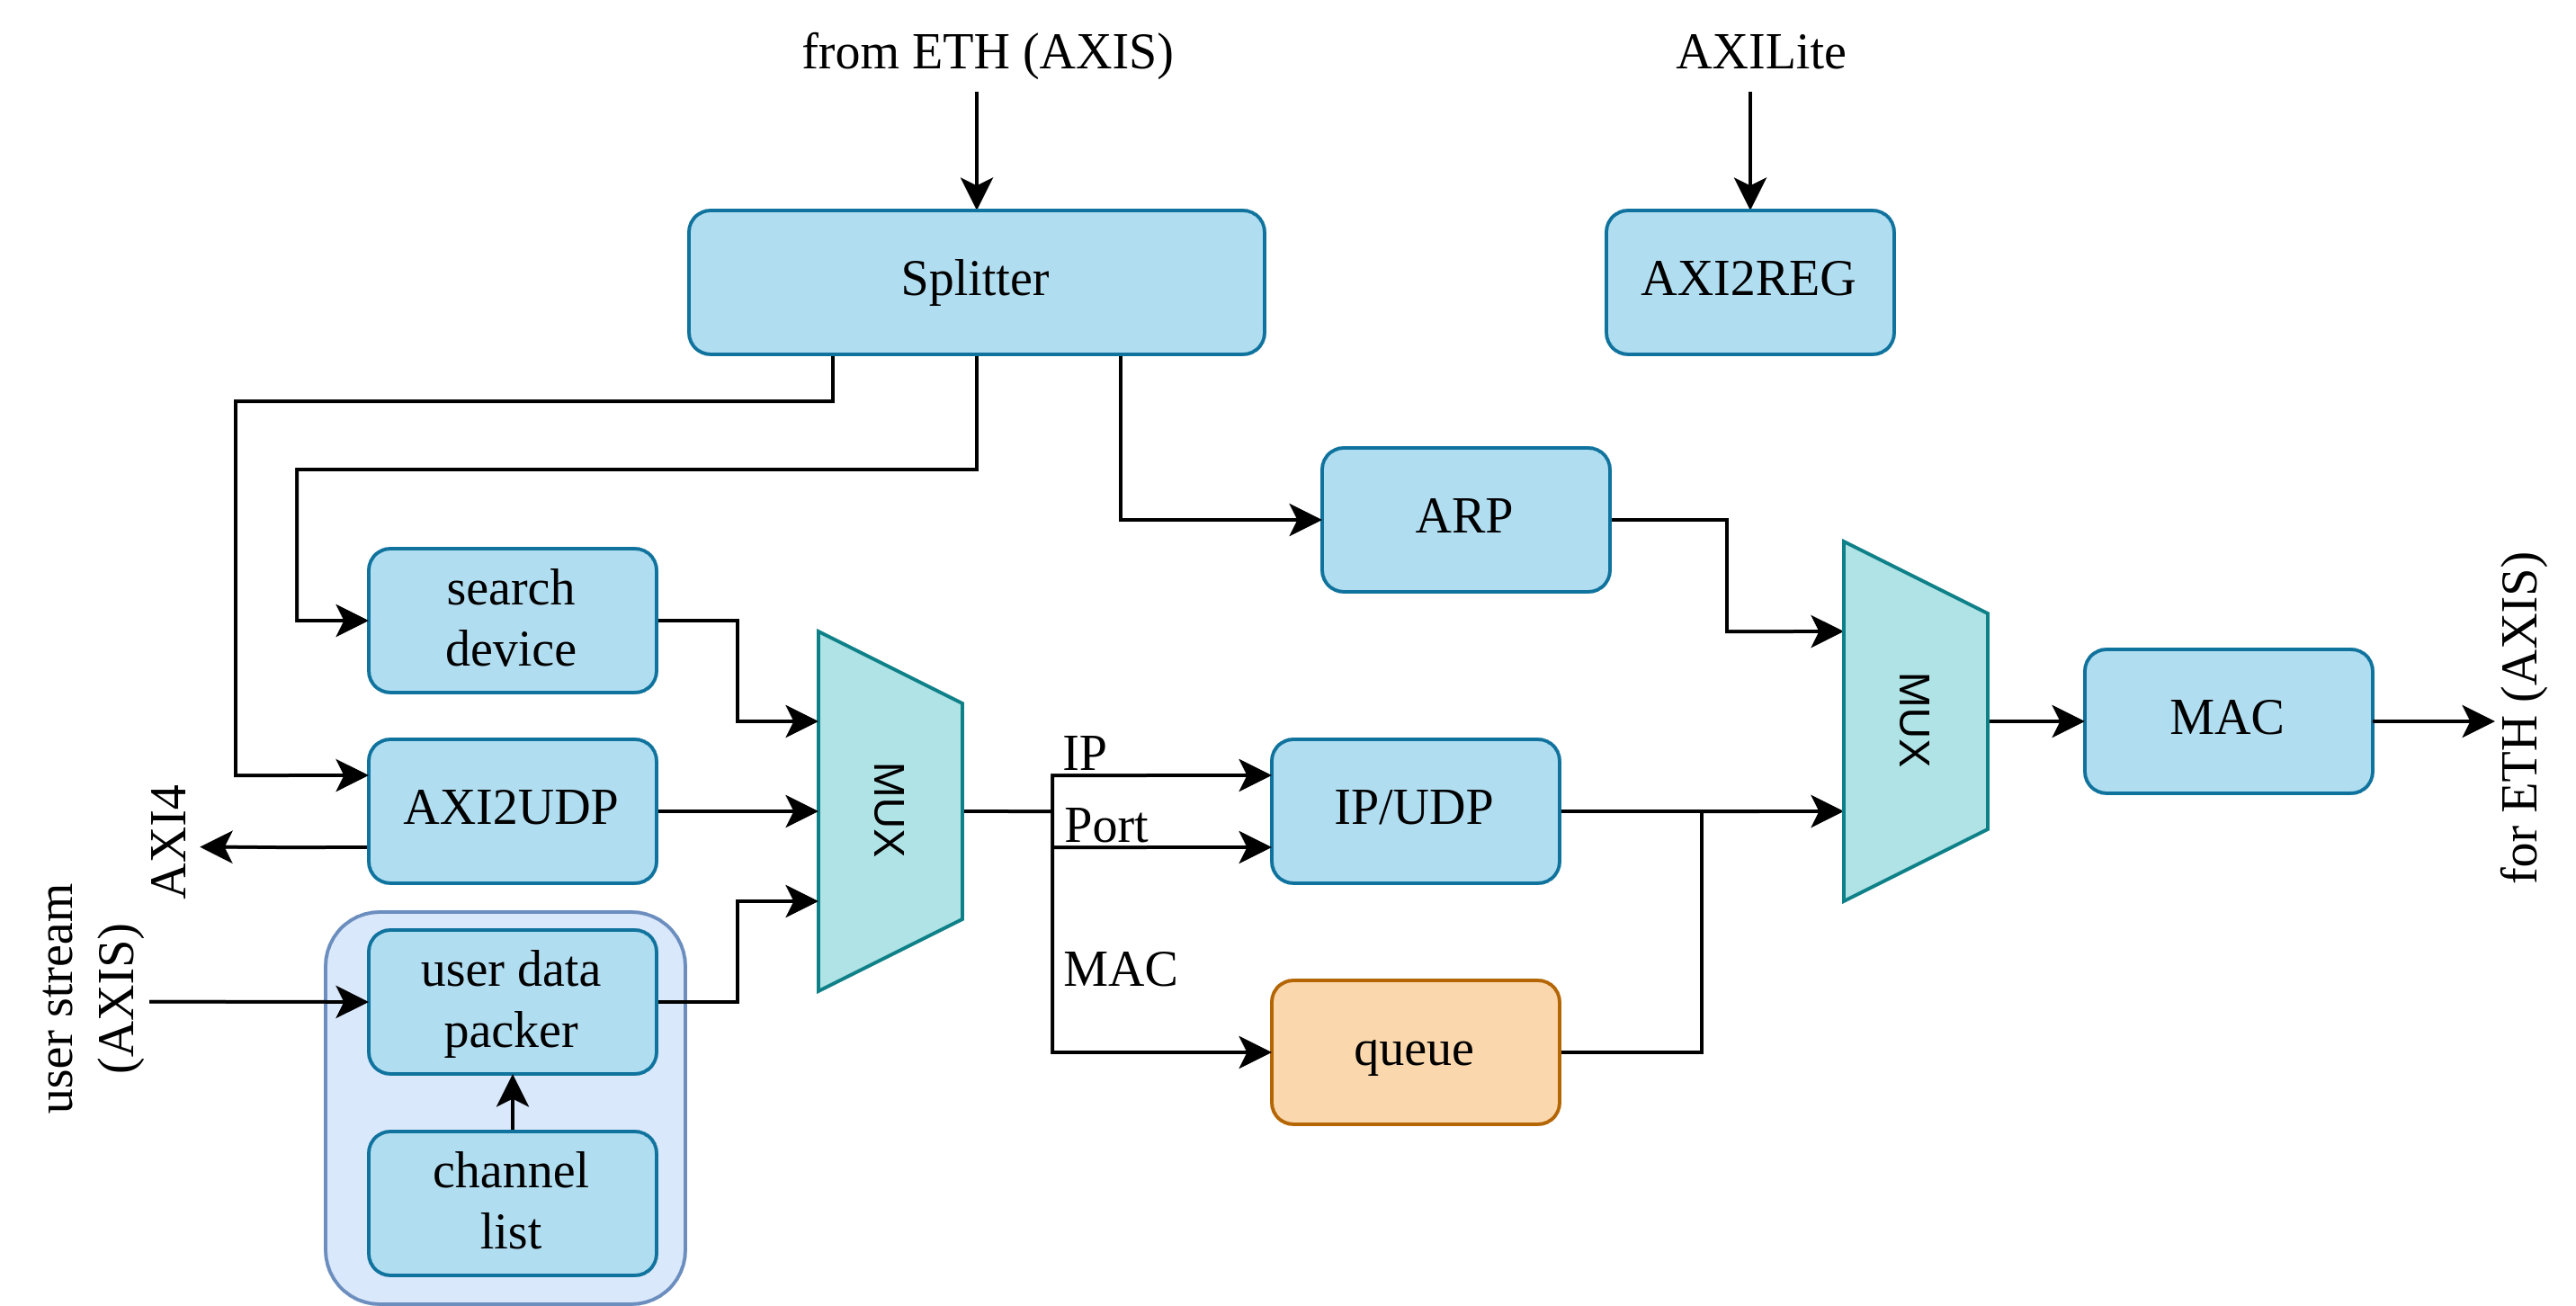 from ETH (AXIS)
AXILite
Splitter
AXI2REG
ARP
search
device
AXI2UDP
AXI4
user stream
(AXIS)
user data
packer
channel
list
MUX
IP
Port
MAC
IP/UDP
queue
MUX
MAC
for ETH (AXIS)